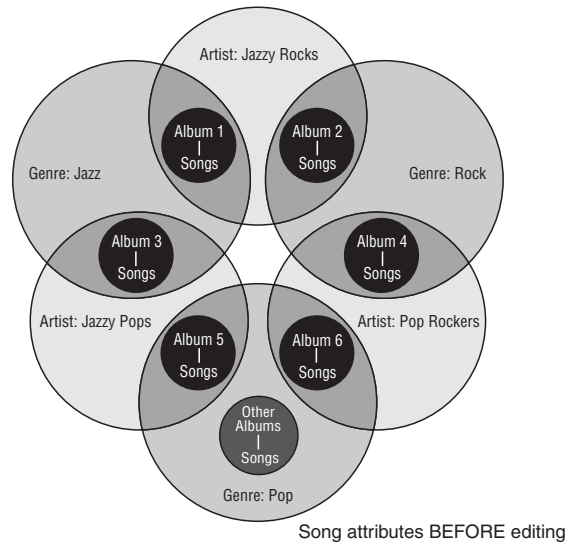 Artist: Jazzy Rocks
Album 1
Songs
Album 2
Songs
Genre: Jazz
Genre: Rock
Album 3
Songs
Album 4
Songs
Artist: Jazzy Pops
Artist: Pop Rockers
Album 5
Songs
Album 6
Songs
Other
Albums
Songs
Genre: Pop
Song attributes BEFORE editing